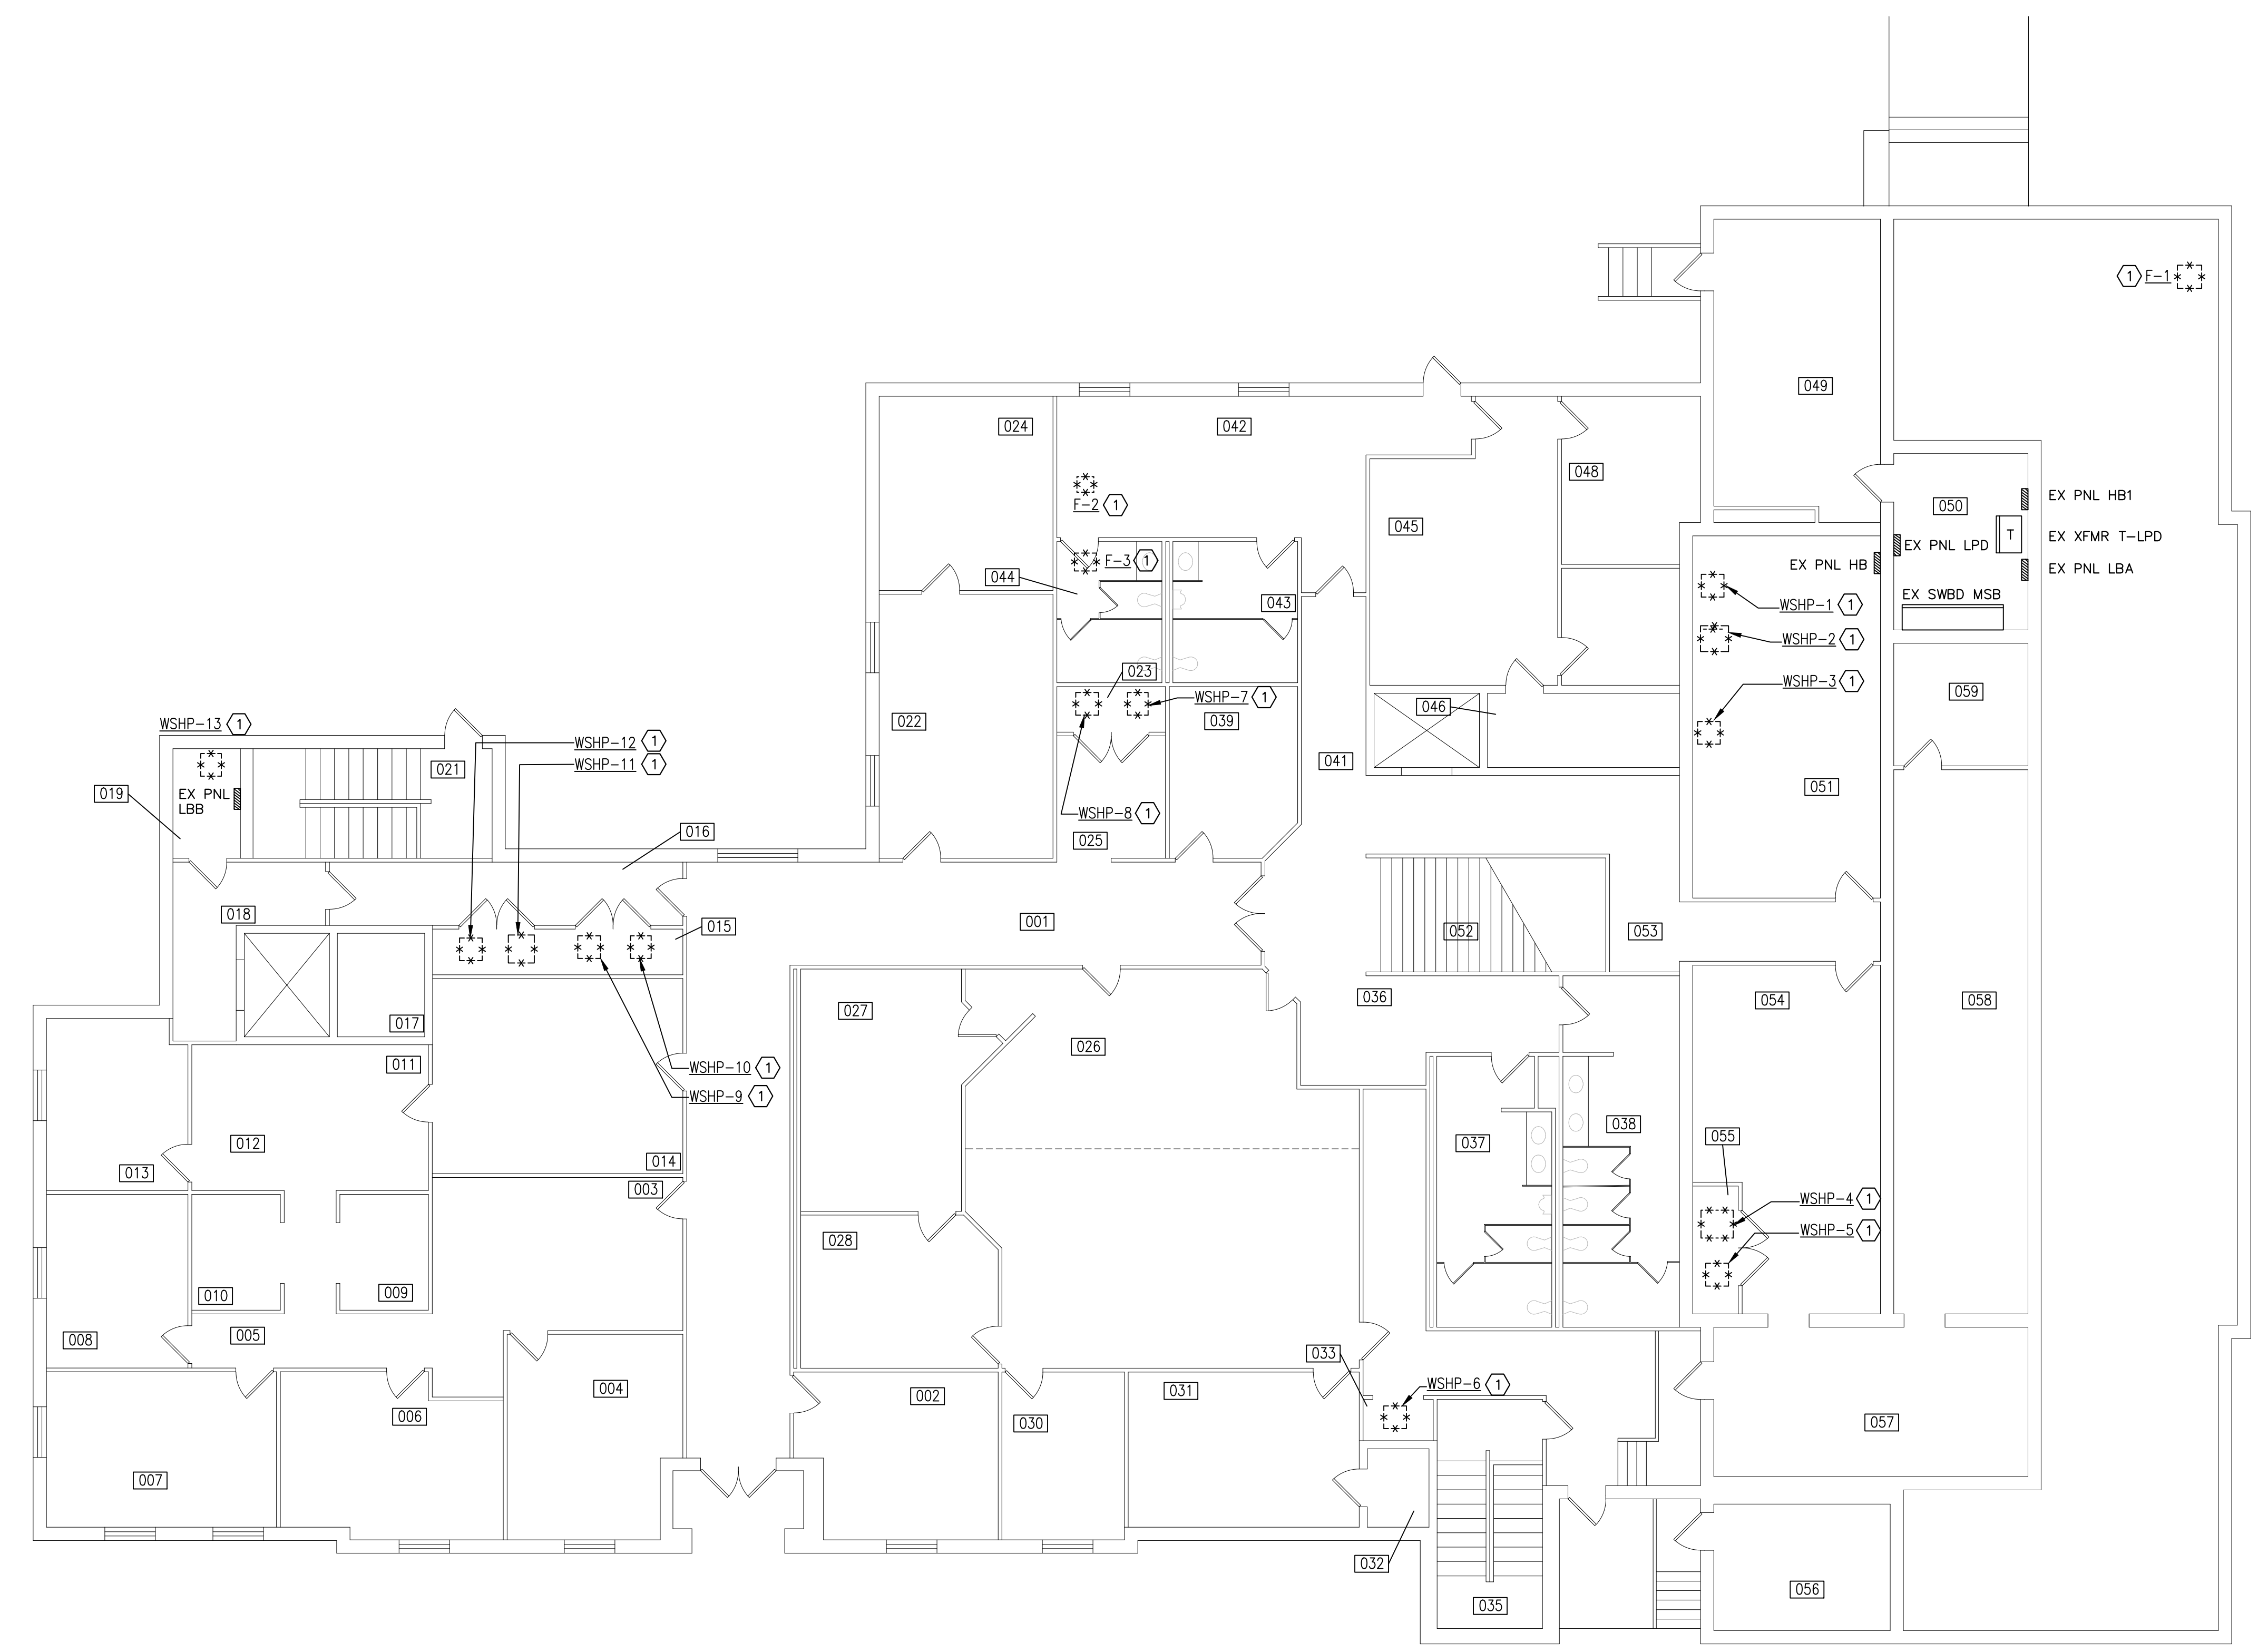 1 F-1
049
024
042
048
050
EX PNL HB1
F-2 1
045
EX XFMR T-LPD
T
EX PNL LPD
EX PNL HB
EX PNL LBA
F-3 1
044
043
EX SWBD MSB
WSHP-1 1
WSHP-2 1
023
WSHP-3 1
059
WSHP-7 1
046
022
039
WSHP-13 1
WSHP-12 1
WSHP-11 1
021
041
051
019
EX PNL
LBB
WSHP-8 1
016
025
018
015
001
052
053
027
036
054
058
017
026
011
WSHP-10 1
WSHP-9 1
038
012
037
055
013
014
003
WSHP-4 1
WSHP-5 1
028
010
009
005
008
033
WSHP-6 1
004
002
031
006
030
057
007
032
056
035